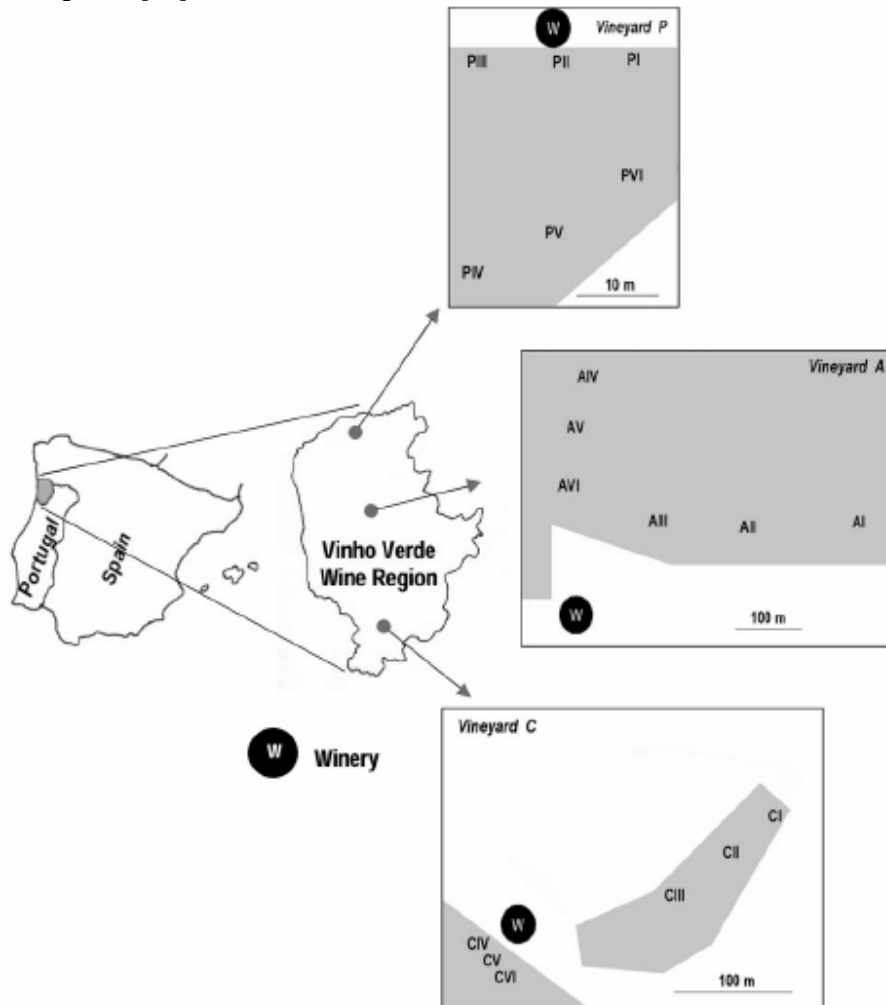 W Vineyard P
PIII PII PI
PVI
PV
PIV
10 m
Vineyard A
AIV
AV
AVI
AIII AII AI
W
100 m
Portugal
Spain
Vinho Verde
Wine Region
W Winery
Vineyard C
CI
CII
CIII
W
CIV
CV
CVI
100 m